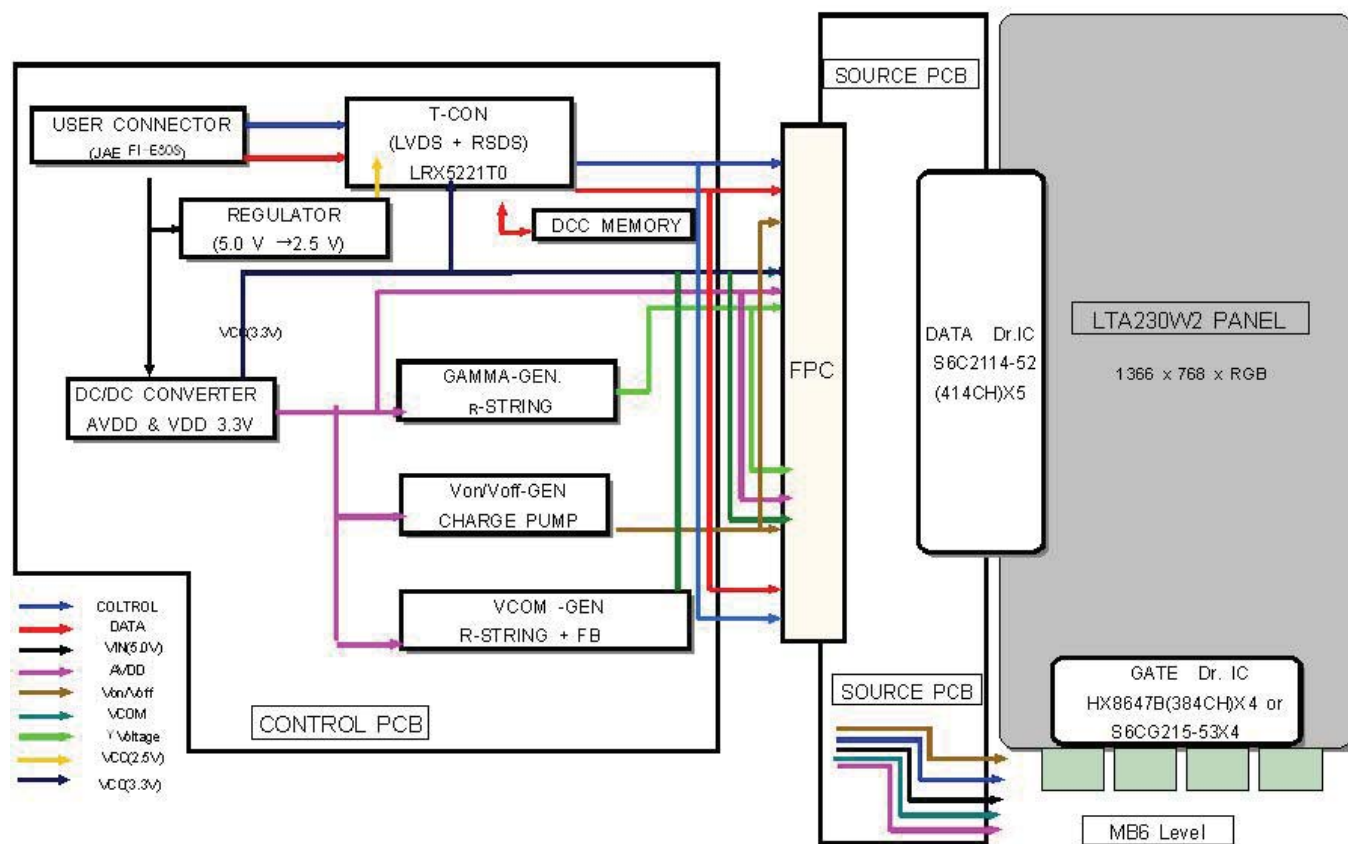 USER CONNECTOR
(JAE FI-E30S)
T-CON
(LVDS + RSDS)
LRX5221T0
REGULATOR
(5.0 V →2.5 V)
DCC MEMORY
VCC(3.3V)
DC/DC CONVERTER
AVDD & VDD 3.3V
GAMMA-GEN.
R-STRING
Von/Voff-GEN
CHARGE PUMP
VCOM -GEN
R-STRING + FB
COLTROL
DATA
VIN(5.0V)
AVDD
Von/Voff
VCOM
γ Voltage
VCC(2.5V)
VCC(3.3V)
CONTROL PCB
FPC
SOURCE PCB
DATA Dr.IC
S6C2114-52
(414CH)X5
SOURCE PCB
LTA230W2 PANEL
1366 x 768 x RGB
GATE Dr. IC
HX8647B(384CH)X4 or
S6CG215-53X4
MB6 Level